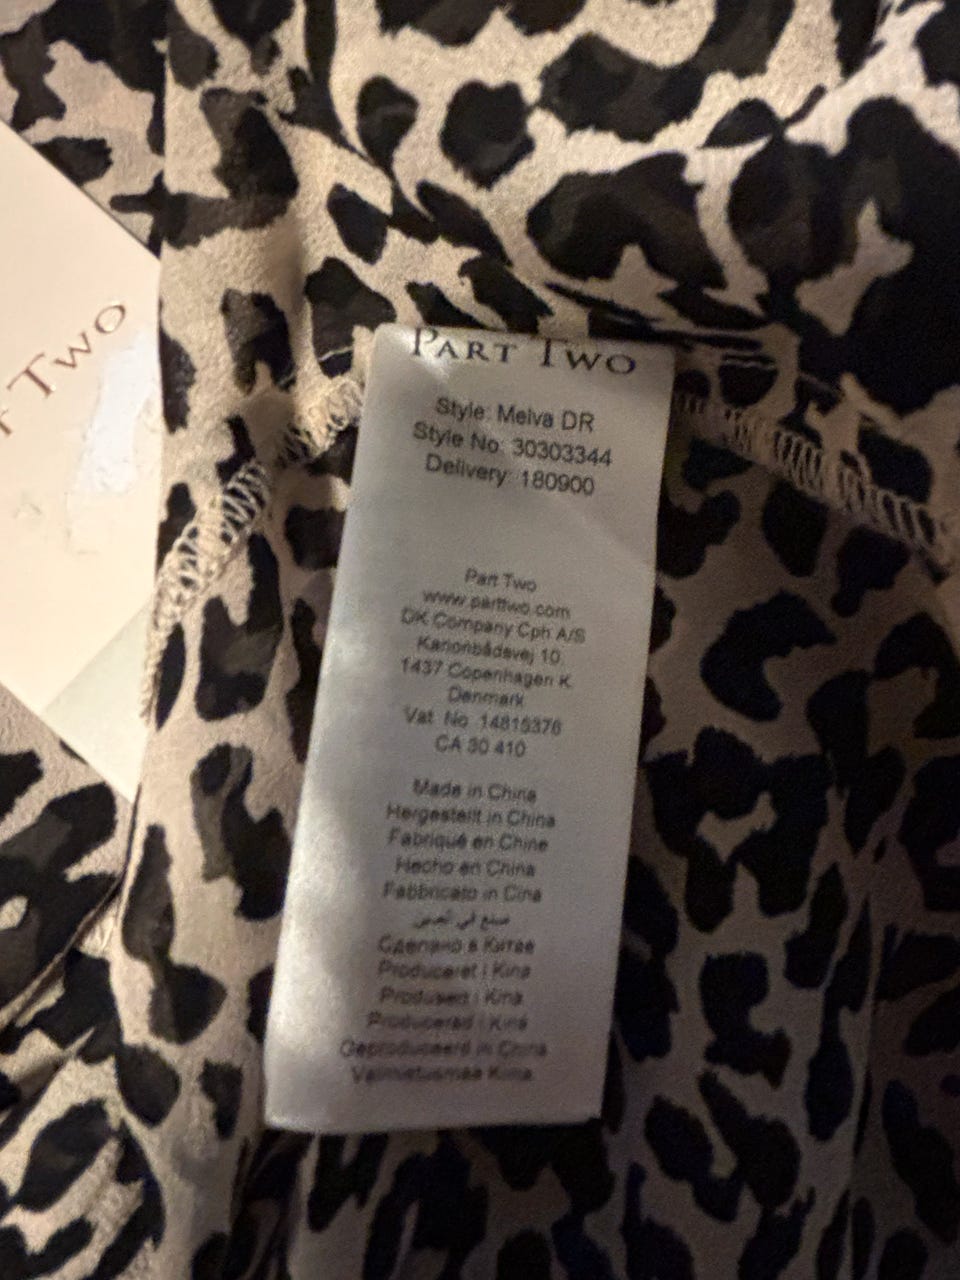 Two
PART TWO
Style: Melva DR
Style No: 30303344
Delivery: 180900
Part Two
www.parttwo.com
DK Company Cph A/S
Kanonbådsvej 10
1437 Copenhagen K
Denmark
Vat. No. 14815376
CA 30 410
Made in China
Hergestellt in China
Fabriqué en Chine
Hecho en China
Fabbricato in Cina
صنع في الصين
Сделано в Китае
Produceret i Kina
Produsert i Kina
Producerad i Kina
Geproduceerd in China
Valmistusmaa Kiina